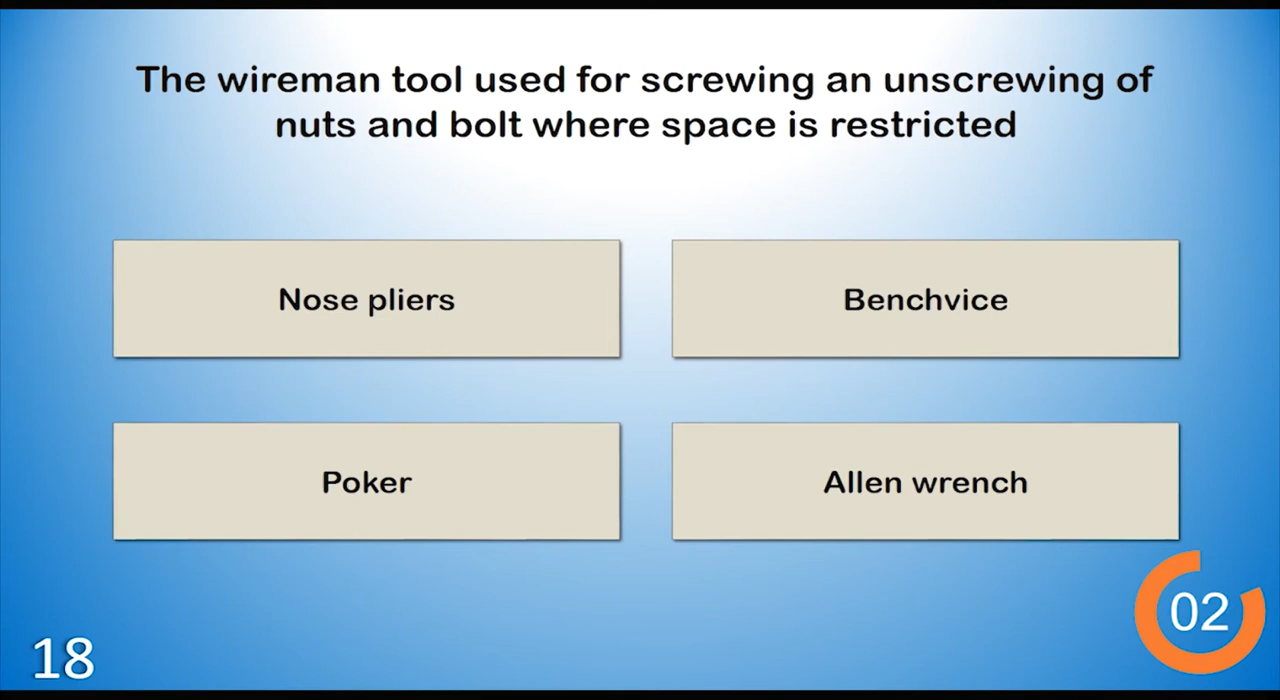 The wireman tool used for screwing an unscrewing of
nuts and bolt where space is restricted
Nose pliers
Benchvice
Poker
Allen wrench
02
18